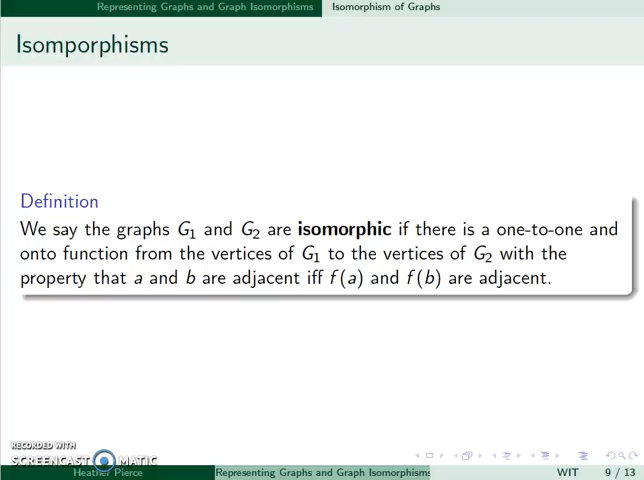 Representing Graphs and Graph Isomorphisms Isomorphism of Graphs
Isomporphisms
Definition
We say the graphs G1 and G2 are isomorphic if there is a one-to-one and
onto function from the vertices of G1 to the vertices of G2 with the
property that a and b are adjacent iff f(a) and f(b) are adjacent.
RECORDED WITH
SCREENCAST MATIC
Heather Pierce Representing Graphs and Graph Isomorphisms WIT 9 / 13